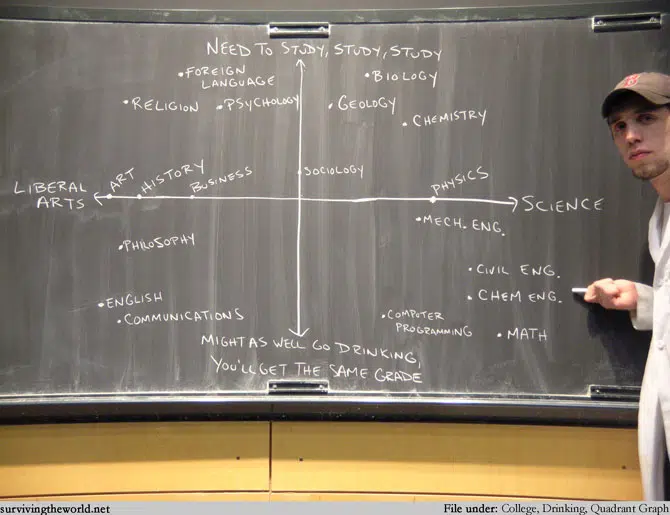 NEED TO STUDY, STUDY, STUDY
FOREIGN
LANGUAGE
BIOLOGY
RELIGION
PSYCHOLOGY
GEOLOGY
CHEMISTRY
LIBERAL
ARTS
ART
HISTORY
BUSINESS
SOCIOLOGY
PHYSICS
SCIENCE
MECH. ENG.
PHILOSOPHY
CIVIL ENG.
ENGLISH
CHEM ENG.
COMMUNICATIONS
COMPUTER
PROGRAMMING
MATH
MIGHT AS WELL GO DRINKING,
YOU'LL GET THE SAME GRADE
survivingtheworld.net
File under: College, Drinking, Quadrant Graph